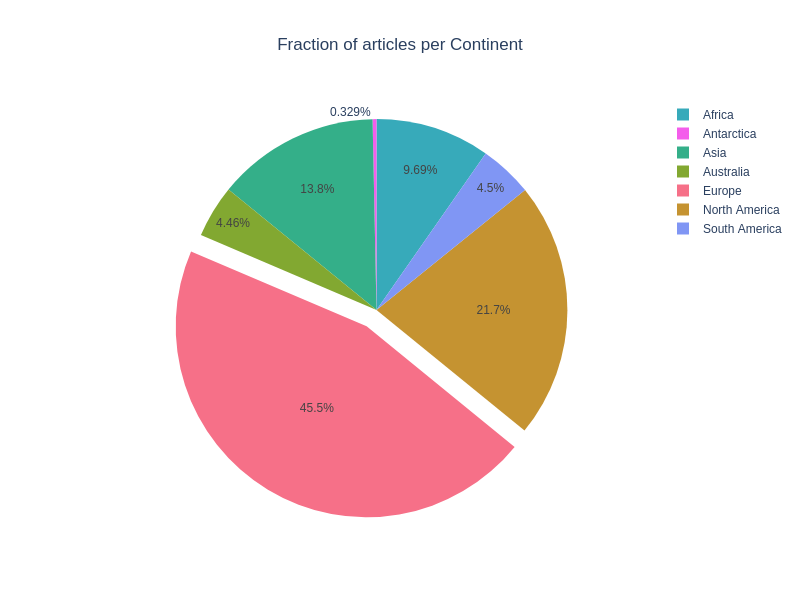 Fraction of articles per Continent
0.329%
9.69%
4.5%
13.8%
4.46%
21.7%
45.5%
Africa
Antarctica
Asia
Australia
Europe
North America
South America